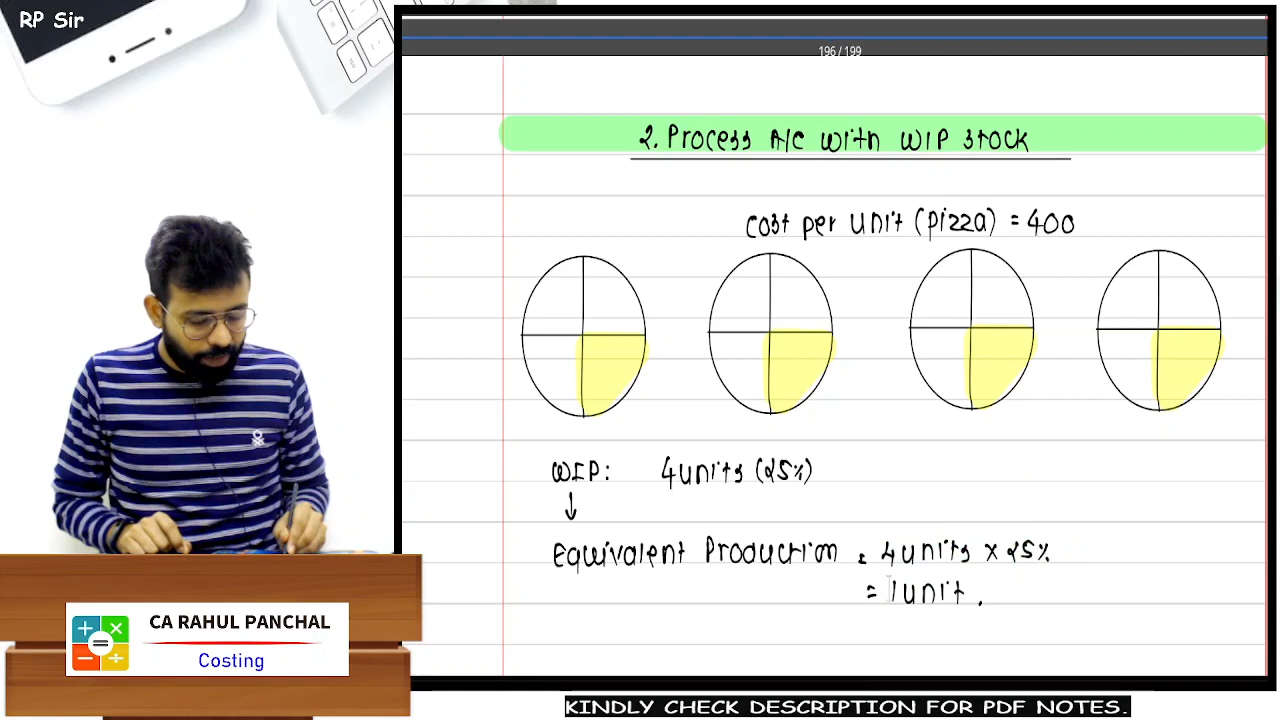 RP Sir
196 / 199
2. Process A/C with WIP stock
cost per unit (pizza) = 400
WIP: 4 units (25%)
↓
Equivalent Production = 4 units × 25%
= 1 unit.
CA RAHUL PANCHAL
Costing
KINDLY CHECK DESCRIPTION FOR PDF NOTES.